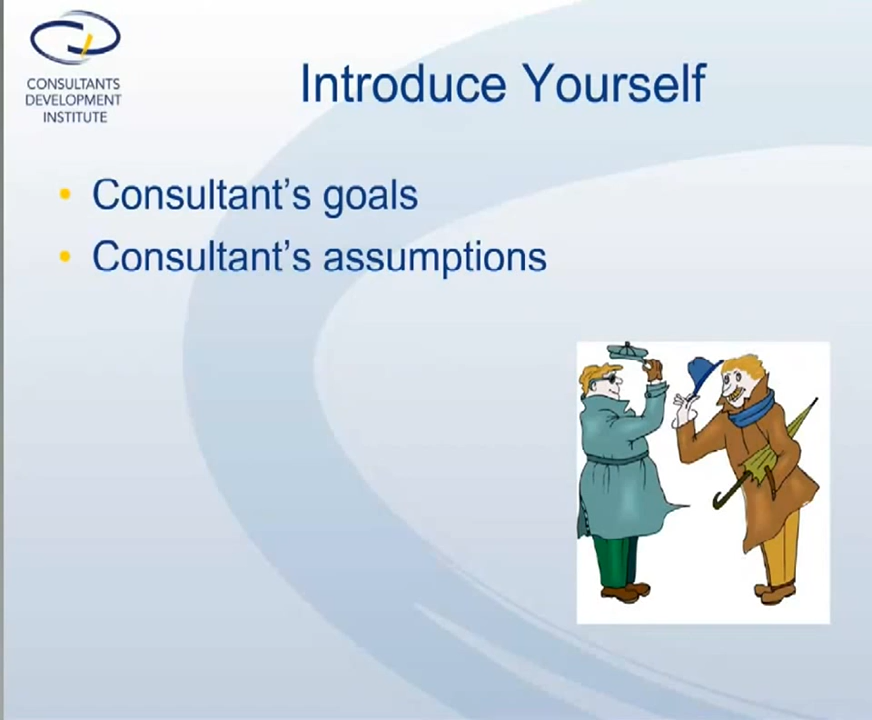 CONSULTANTS
DEVELOPMENT
INSTITUTE
Introduce Yourself
• Consultant's goals
• Consultant's assumptions